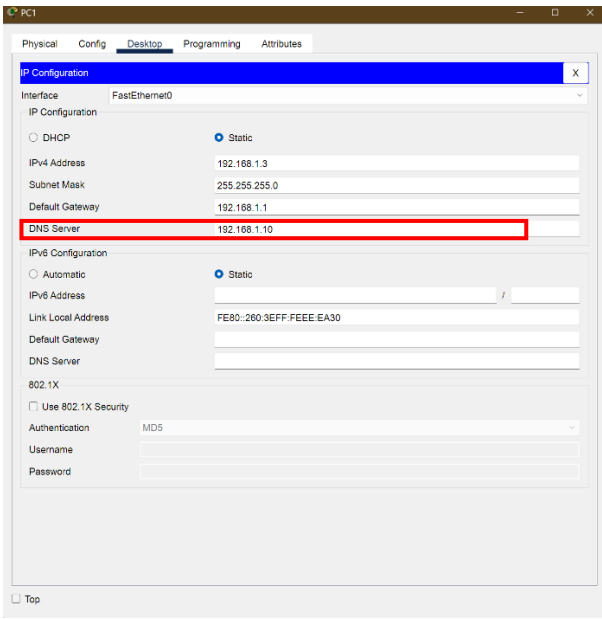 PC1
Physical Config Desktop Programming Attributes
IP Configuration X
Interface FastEthernet0
IP Configuration
DHCP Static
IPv4 Address 192.168.1.3
Subnet Mask 255.255.255.0
Default Gateway 192.168.1.1
DNS Server 192.168.1.10
IPv6 Configuration
Automatic Static
IPv6 Address /
Link Local Address FE80::260:3EFF:FEEE:EA30
Default Gateway
DNS Server
802.1X
Use 802.1X Security
Authentication MD5
Username
Password
Top